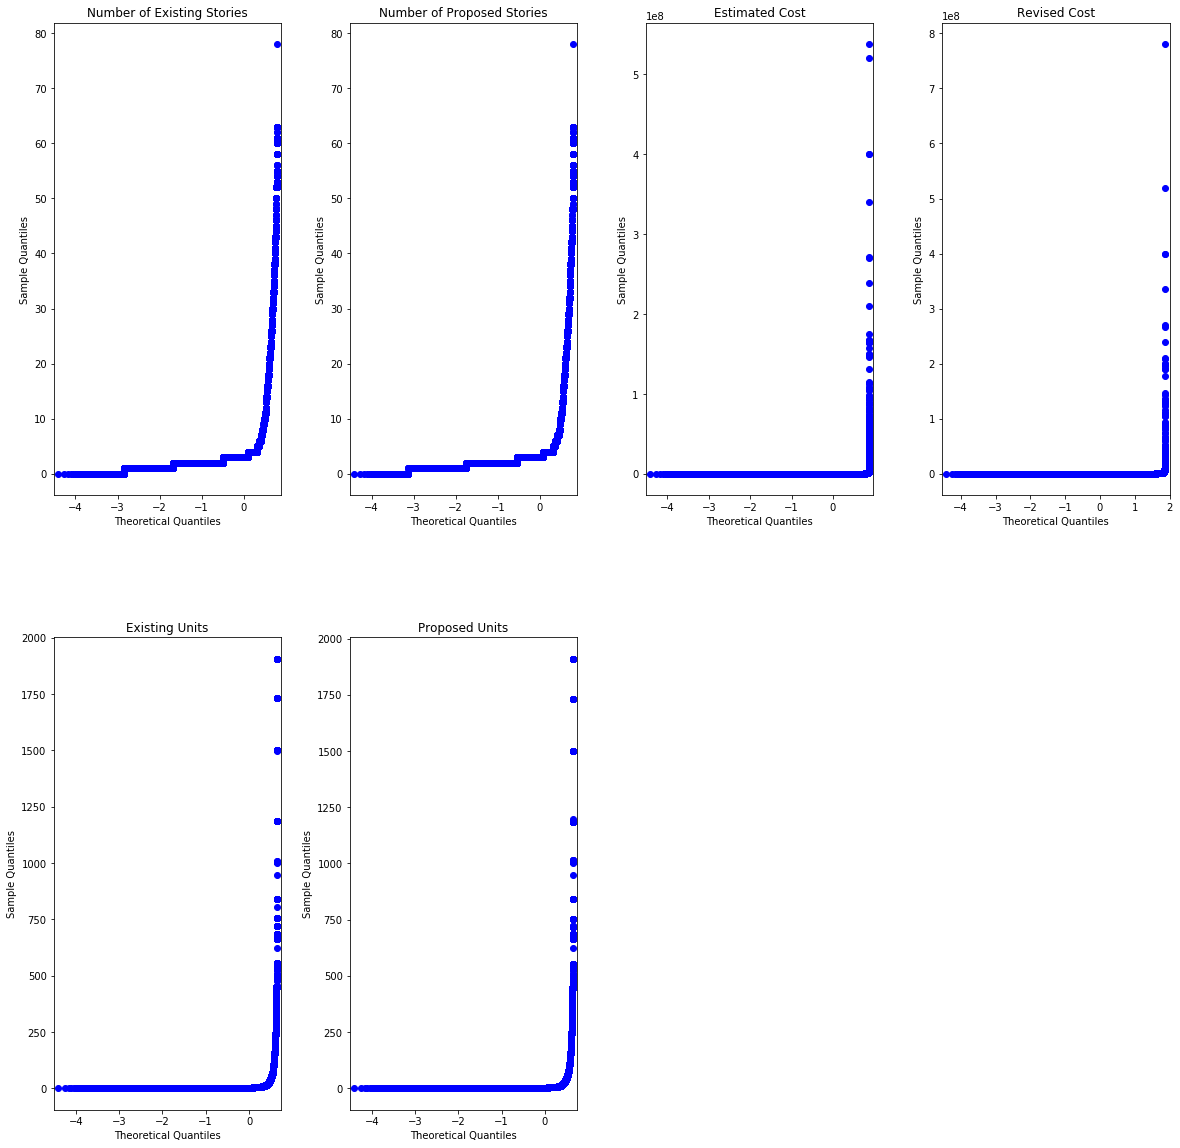 Number of Existing Stories
80
70
60
50
40
30
20
10
0
Sample Quantiles
−4 −3 −2 −1 0
Theoretical Quantiles
Number of Proposed Stories
80
70
60
50
40
30
20
10
0
Sample Quantiles
−4 −3 −2 −1 0
Theoretical Quantiles
Estimated Cost
1e8
5
4
3
2
1
0
Sample Quantiles
−4 −3 −2 −1 0
Theoretical Quantiles
Revised Cost
1e8
8
7
6
5
4
3
2
1
0
Sample Quantiles
−4 −3 −2 −1 0 1 2
Theoretical Quantiles
Existing Units
2000
1750
1500
1250
1000
750
500
250
0
Sample Quantiles
−4 −3 −2 −1 0
Theoretical Quantiles
Proposed Units
2000
1750
1500
1250
1000
750
500
250
0
Sample Quantiles
−4 −3 −2 −1 0
Theoretical Quantiles